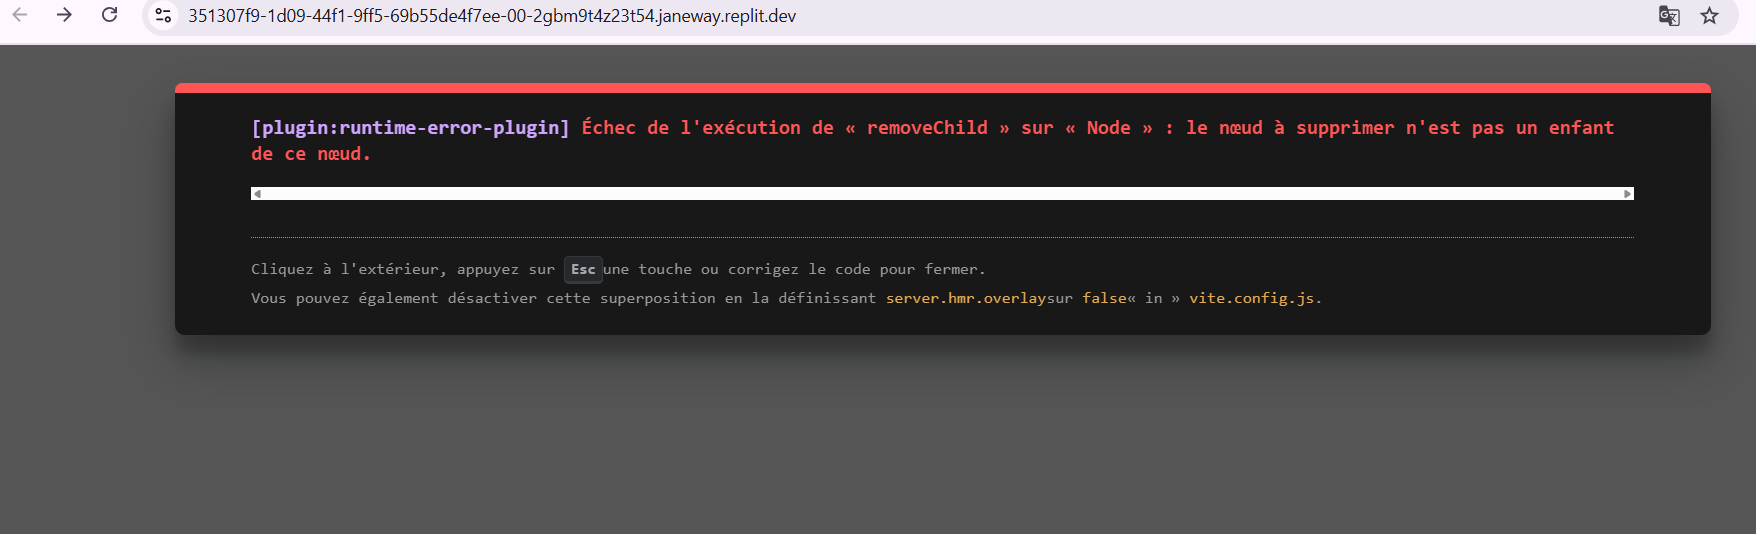 351307f9-1d09-44f1-9ff5-69b55de4f7ee-00-2gbm9t4z23t54.janeway.replit.dev
[plugin:runtime-error-plugin] Échec de l'exécution de « removeChild » sur « Node » : le nœud à supprimer n'est pas un enfant
de ce nœud.
Cliquez à l'extérieur, appuyez sur Esc une touche ou corrigez le code pour fermer.
Vous pouvez également désactiver cette superposition en la définissant server.hmr.overlaysur false« in » vite.config.js.